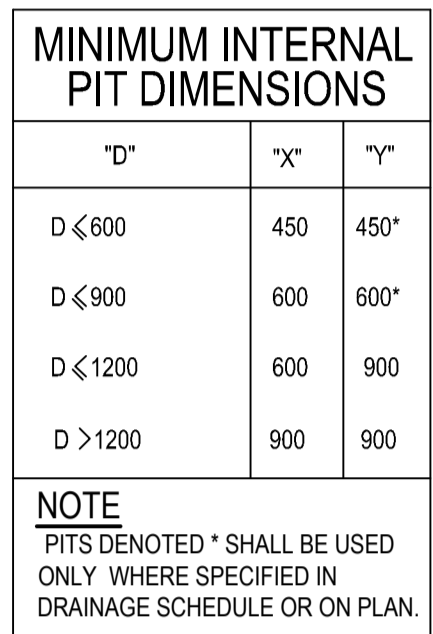 MINIMUM INTERNAL
PIT DIMENSIONS
"D" "X" "Y"
D ⩽600 450 450*
D ⩽900 600 600*
D ⩽1200 600 900
D >1200 900 900
NOTE
PITS DENOTED * SHALL BE USED
ONLY WHERE SPECIFIED IN
DRAINAGE SCHEDULE OR ON PLAN.